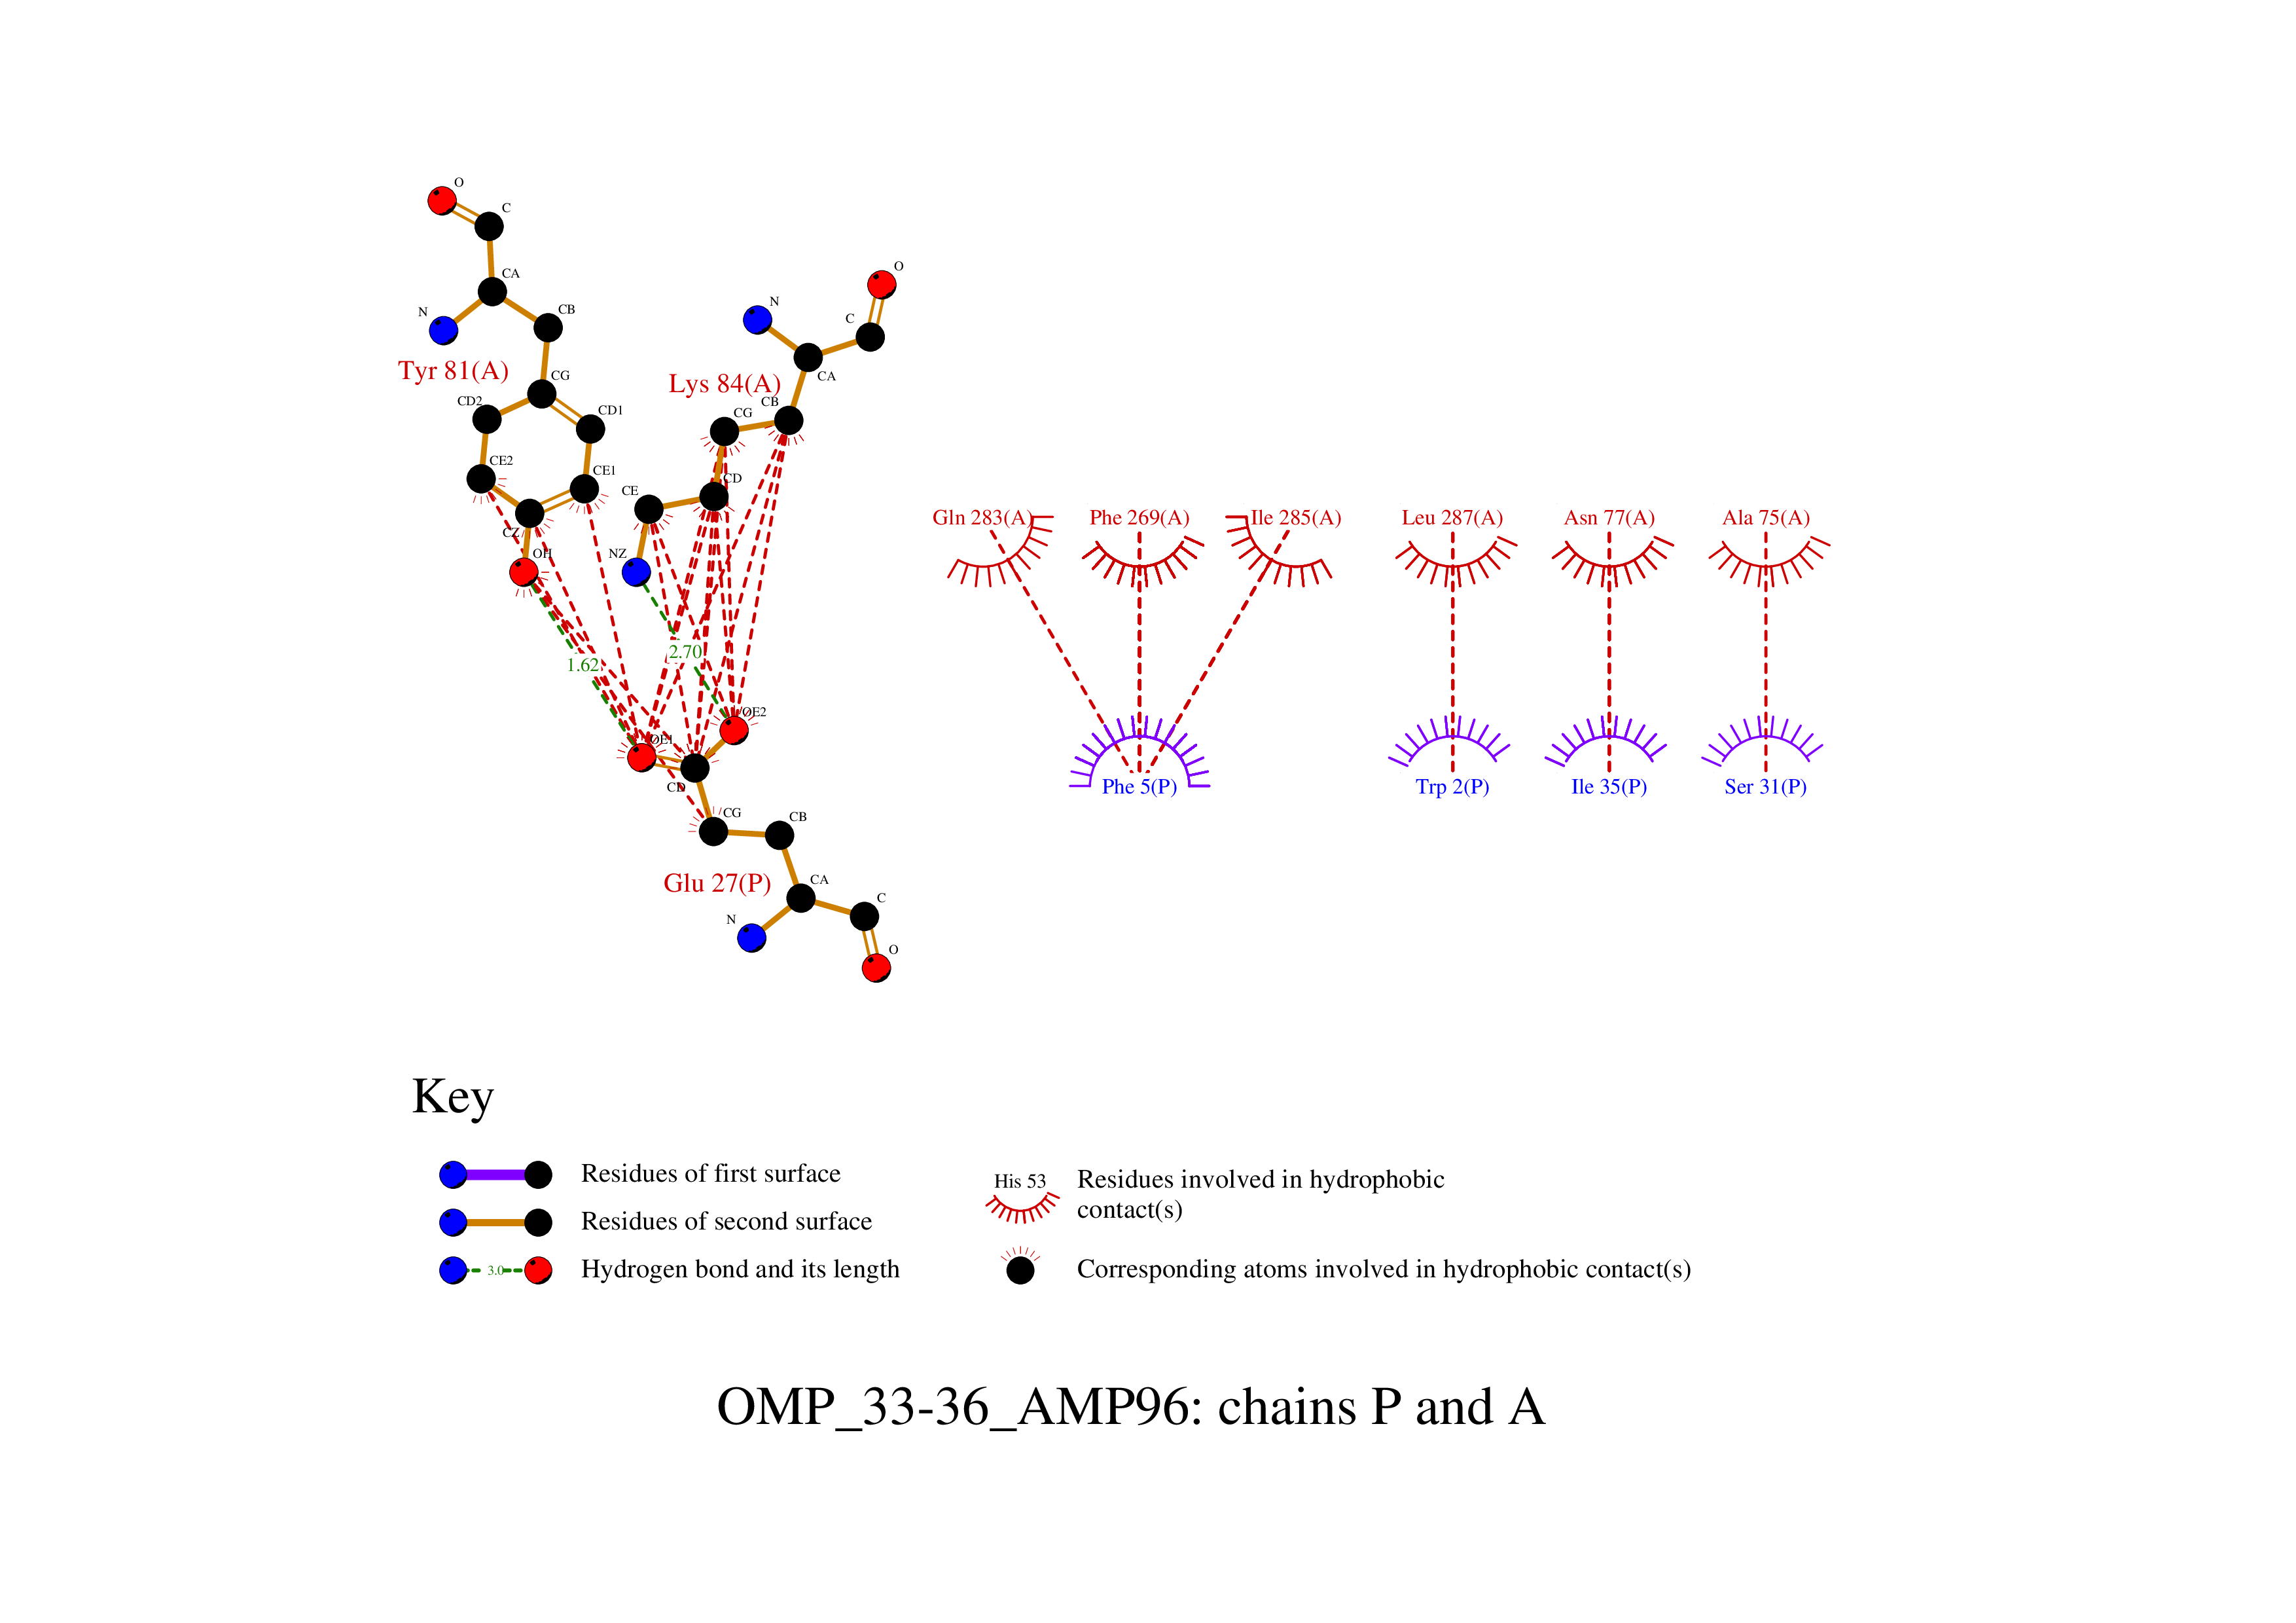 O
C
CA
N
CB
Tyr 81(A)
CG
CD2
CD1
CE2
CE1
CZ
OH
O
N
C
CA
Lys 84(A)
CB
CG
CD
CE
NZ
1.62
2.70
OE2
OE1
CD
CG
CB
Glu 27(P)
CA
C
N
O
Gln 283(A) Phe 269(A) Ile 285(A) Leu 287(A) Asn 77(A) Ala 75(A)
Phe 5(P) Trp 2(P) Ile 35(P) Ser 31(P)
Key
Residues of first surface
Residues of second surface
3.0
Hydrogen bond and its length
His 53
Residues involved in hydrophobic
contact(s)
Corresponding atoms involved in hydrophobic contact(s)
OMP_33-36_AMP96: chains P and A